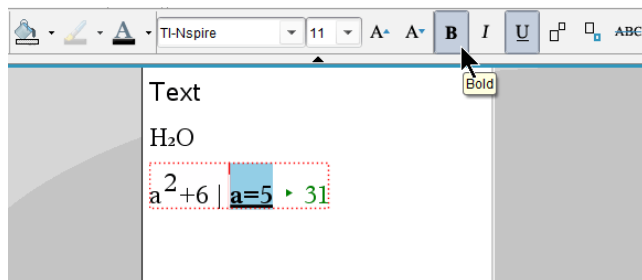 TI-Nspire 11 A A B I U ABC
Bold
Text
H₂O
a²+6 | a=5 ▸ 31